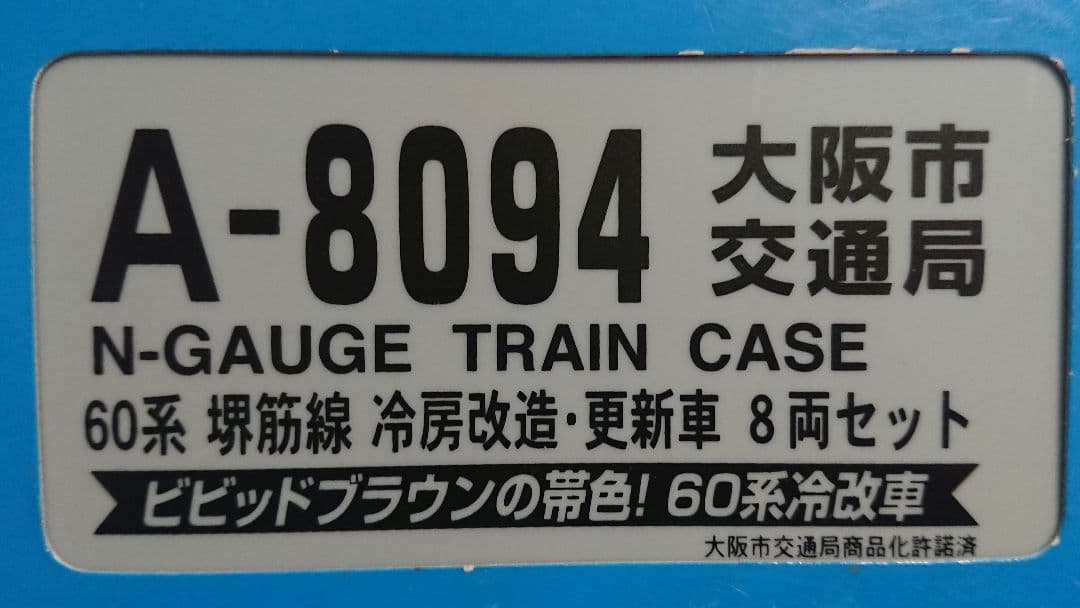 A-8094 大阪市
交通局
N-GAUGE TRAIN CASE
60系 堺筋線 冷房改造・更新車 8両セット
ビビッドブラウンの帯色! 60系冷改車
大阪市交通局商品化許諾済